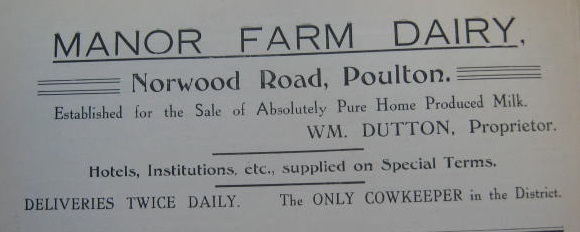 MANOR FARM DAIRY,
Norwood Road, Poulton.
Established for the Sale of Absolutely Pure Home Produced Milk.
WM. DUTTON, Proprietor.
Hotels, Institutions, etc., supplied on Special Terms.
DELIVERIES TWICE DAILY. The ONLY COWKEEPER in the District.